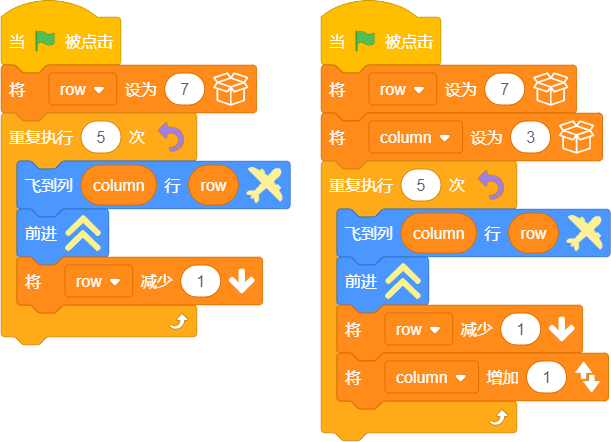 当 被点击
将 row 设为 7
重复执行 5 次
飞到列 column 行 row
前进
将 row 减少 1
当 被点击
将 row 设为 7
将 column 设为 3
重复执行 5 次
飞到列 column 行 row
前进
将 row 减少 1
将 column 增加 1